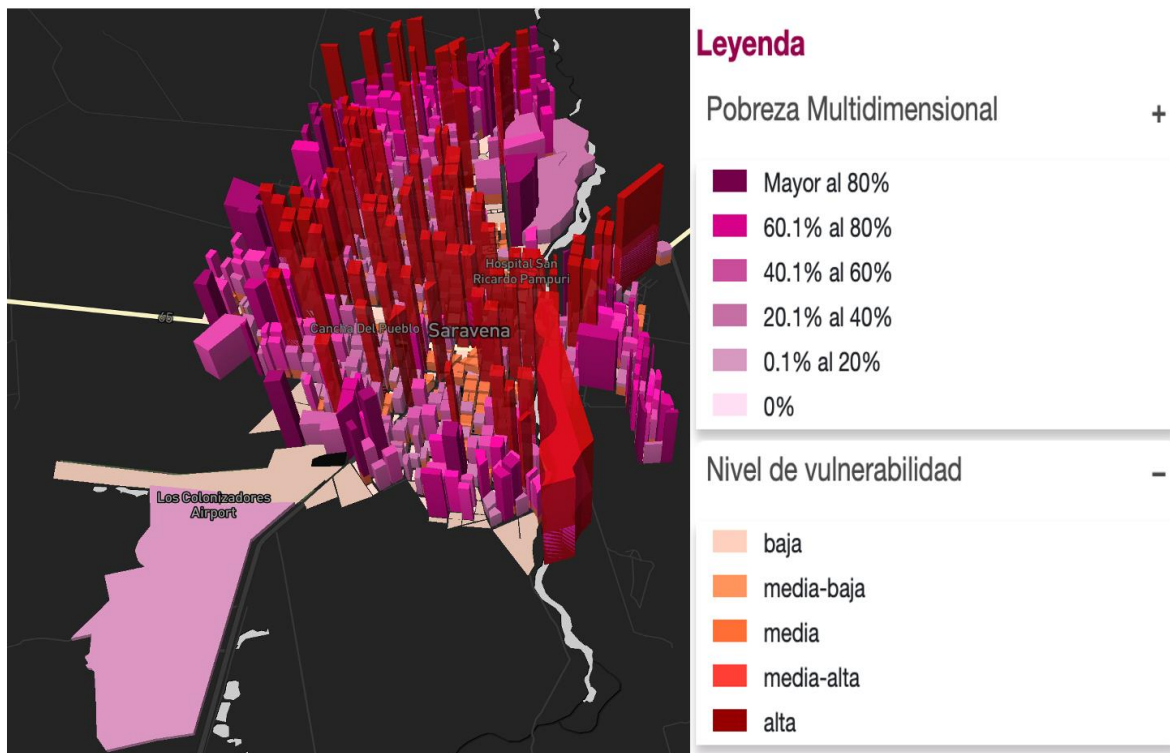 Hospital San
Ricardo Pampuri
65
Cancha Del Pueblo
Saravena
Los Colonizadores
Airport
Leyenda
Pobreza Multidimensional +
Mayor al 80%
60.1% al 80%
40.1% al 60%
20.1% al 40%
0.1% al 20%
0%
Nivel de vulnerabilidad −
baja
media-baja
media
media-alta
alta